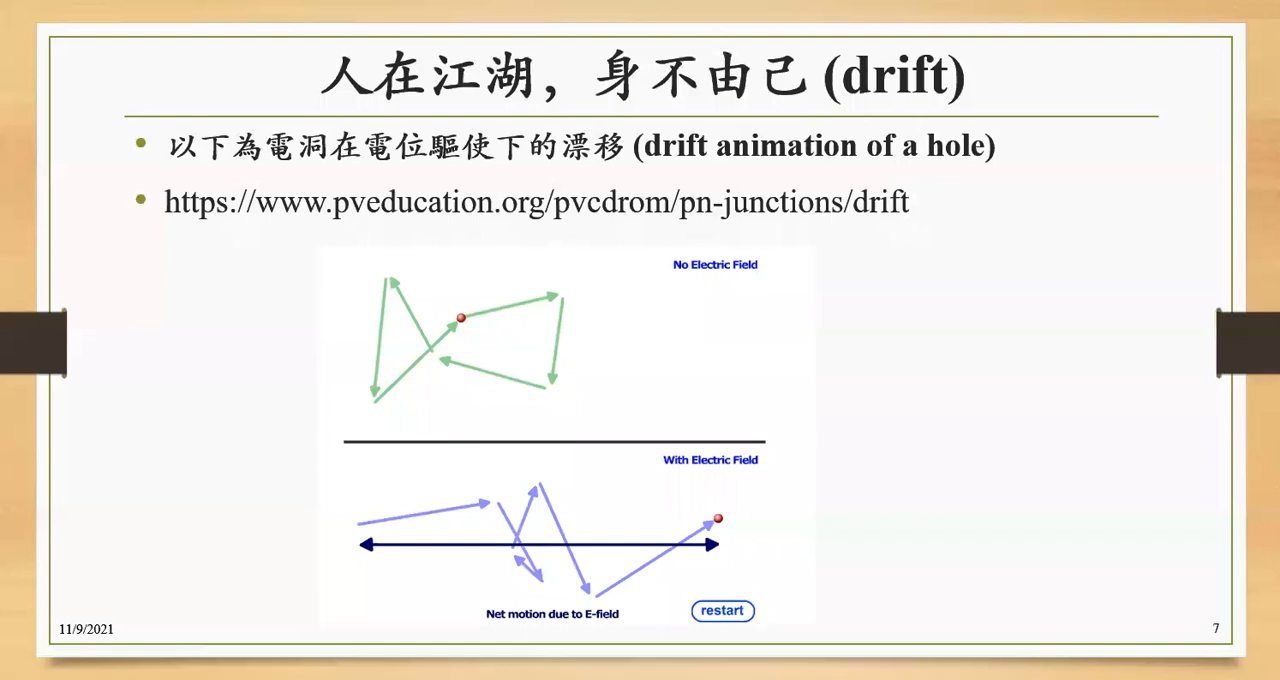 人在江湖，身不由己 (drift)
以下為電洞在電位驅使下的漂移 (drift animation of a hole)
https://www.pveducation.org/pvcdrom/pn-junctions/drift
No Electric Field
With Electric Field
Net motion due to E-field
restart
11/9/2021
7